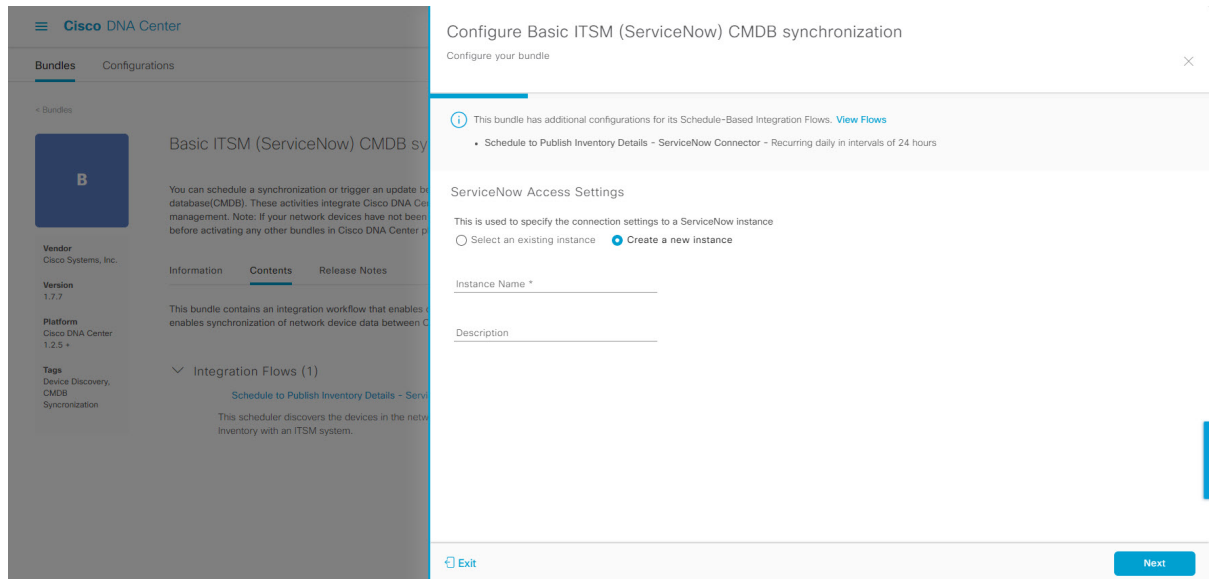 Cisco DNA Center
Bundles Configurations
< Bundles
B
Vendor
Cisco Systems, Inc.
Version
1.7.7
Platform
Cisco DNA Center
1.2.5 +
Tags
Device Discovery,
CMDB
Syncronization
Basic ITSM (ServiceNow) CMDB sy
You can schedule a synchronization or trigger an update be
database(CMDB). These activities integrate Cisco DNA Cen
management. Note: If your network devices have not been
before activating any other bundles in Cisco DNA Center p
Information Contents Release Notes
This bundle contains an integration workflow that enables
enables synchronization of network device data between C
Integration Flows (1)
Schedule to Publish Inventory Details - Servi
This scheduler discovers the devices in the netw
Inventory with an ITSM system.
Configure Basic ITSM (ServiceNow) CMDB synchronization
Configure your bundle
This bundle has additional configurations for its Schedule-Based Integration Flows. View Flows
• Schedule to Publish Inventory Details - ServiceNow Connector - Recurring daily in intervals of 24 hours
ServiceNow Access Settings
This is used to specify the connection settings to a ServiceNow instance
Select an existing instance Create a new instance
Instance Name *
Description
Exit
Next